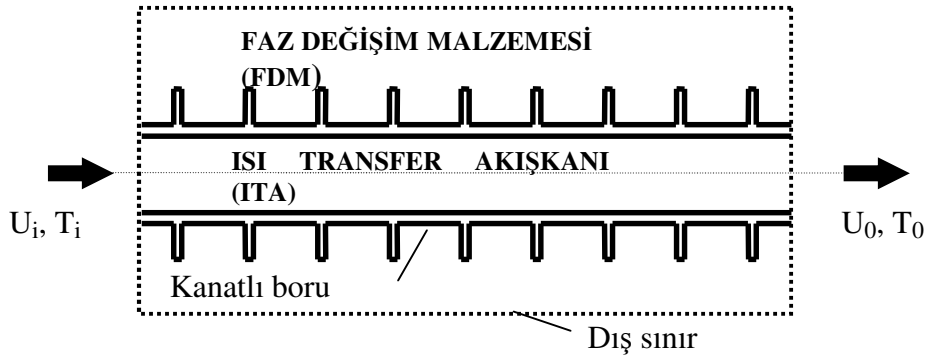 FAZ DEĞİŞİM MALZEMESİ
(FDM)
ISI TRANSFER AKIŞKANI
(ITA)
Uᵢ, Tᵢ
U₀, T₀
Kanatlı boru
Dış sınır